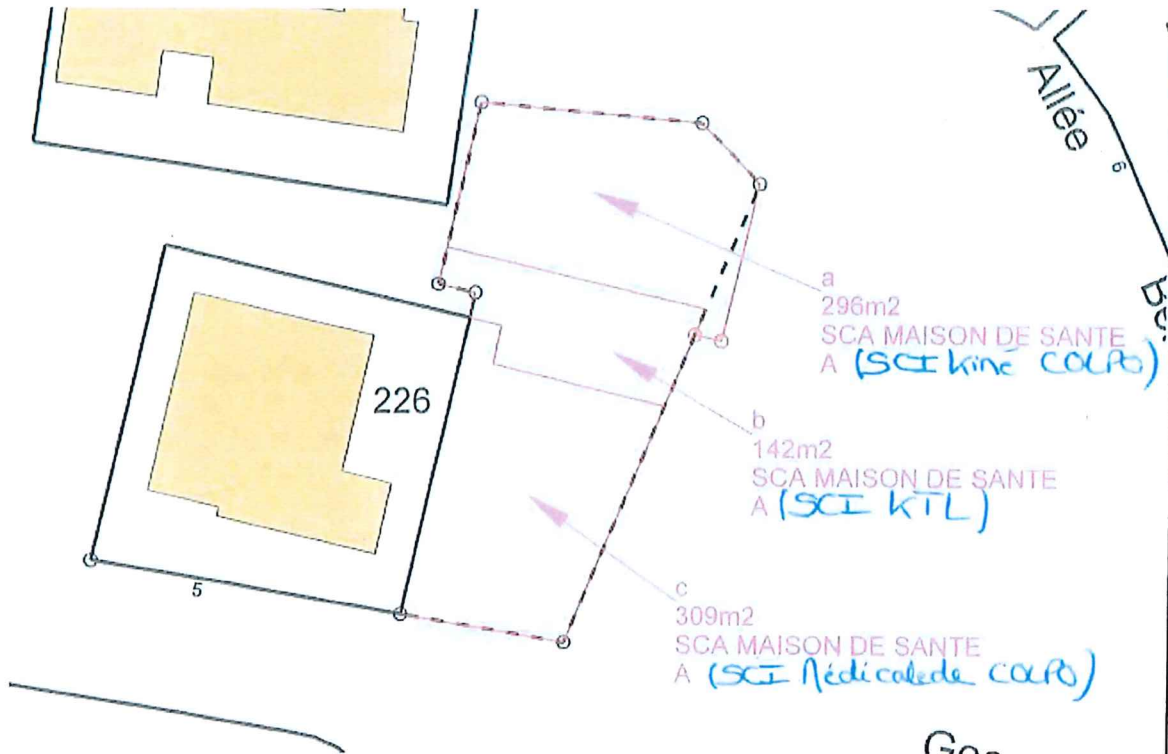 Allée
6
a
296m2
SCA MAISON DE SANTE
A (SCI Kiné COLPO)
226
b
142m2
SCA MAISON DE SANTE
A (SCI KTL)
5
c
309m2
SCA MAISON DE SANTE
A (SCI Médicale de COLPO)